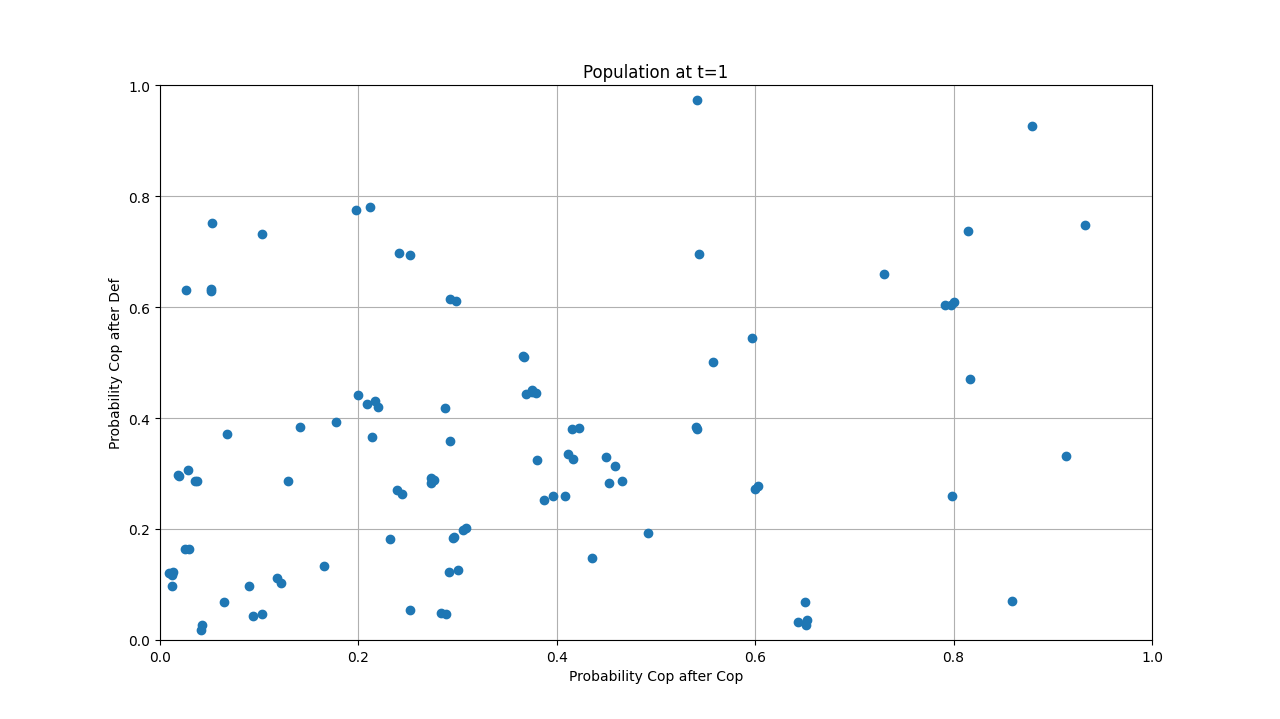 Population at t=1
1.0
0.8
0.6
0.4
0.2
0.0
Probability Cop after Def
0.0 0.2 0.4 0.6 0.8 1.0
Probability Cop after Cop